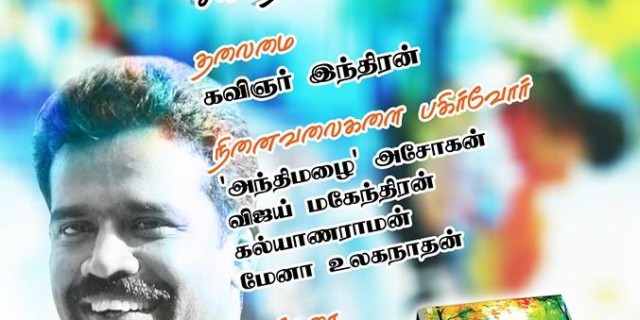 தலைமை
கவிஞர் இந்திரன்
நினைவலைகளை பகிர்வோர்
'அந்திமழை' அசோகன்
விஜய் மகேந்திரன்
கல்யாணராமன்
மேனா உலகநாதன்